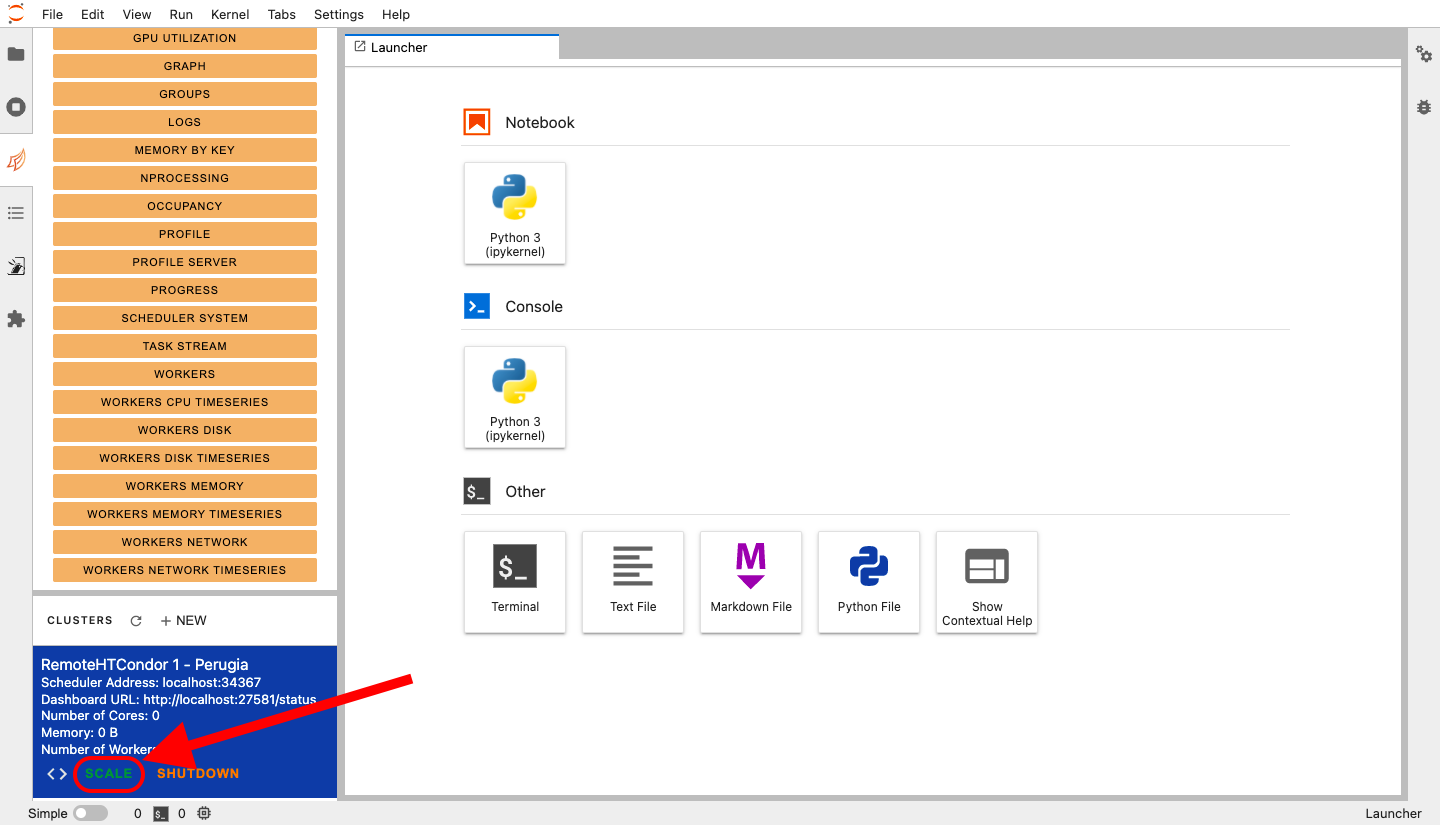 File Edit View Run Kernel Tabs Settings Help
GPU UTILIZATION
GRAPH
GROUPS
LOGS
MEMORY BY KEY
NPROCESSING
OCCUPANCY
PROFILE
PROFILE SERVER
PROGRESS
SCHEDULER SYSTEM
TASK STREAM
WORKERS
WORKERS CPU TIMESERIES
WORKERS DISK
WORKERS DISK TIMESERIES
WORKERS MEMORY
WORKERS MEMORY TIMESERIES
WORKERS NETWORK
WORKERS NETWORK TIMESERIES
CLUSTERS + NEW
RemoteHTCondor 1 - Perugia
Scheduler Address: localhost:34367
Dashboard URL: http://localhost:27581/status
Number of Cores: 0
Memory: 0 B
Number of Workers
<> SCALE SHUTDOWN
Launcher
Notebook
Python 3
(ipykernel)
Console
>_
Python 3
(ipykernel)
$_ Other
$_
Terminal
Text File
M
Markdown File
Python File
Show
Contextual Help
Simple 0 $_ 0 Launcher